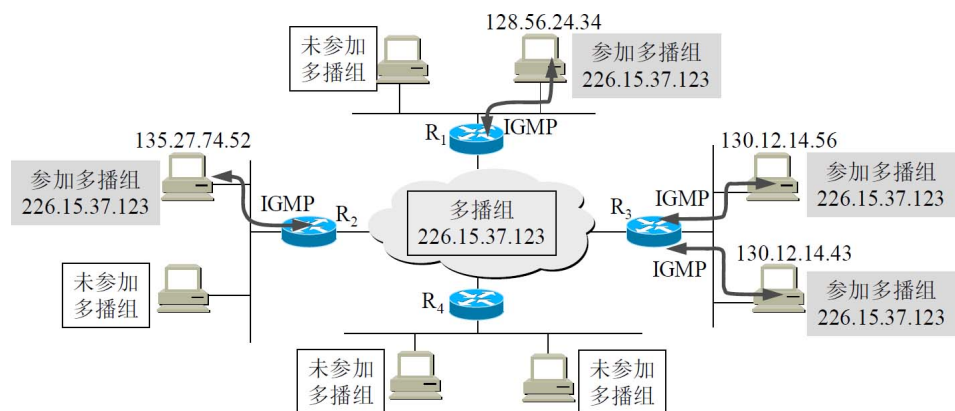 未参加
多播组
128.56.24.34
参加多播组
226.15.37.123
R1
IGMP
135.27.74.52
参加多播组
226.15.37.123
IGMP
R2
未参加
多播组
多播组
226.15.37.123
R3
130.12.14.56
IGMP
参加多播组
226.15.37.123
IGMP
130.12.14.43
参加多播组
226.15.37.123
R4
未参加
多播组
未参加
多播组